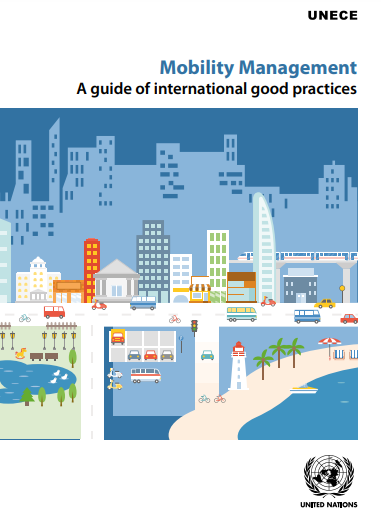 UNECE
Mobility Management
A guide of international good practices
UNITED NATIONS